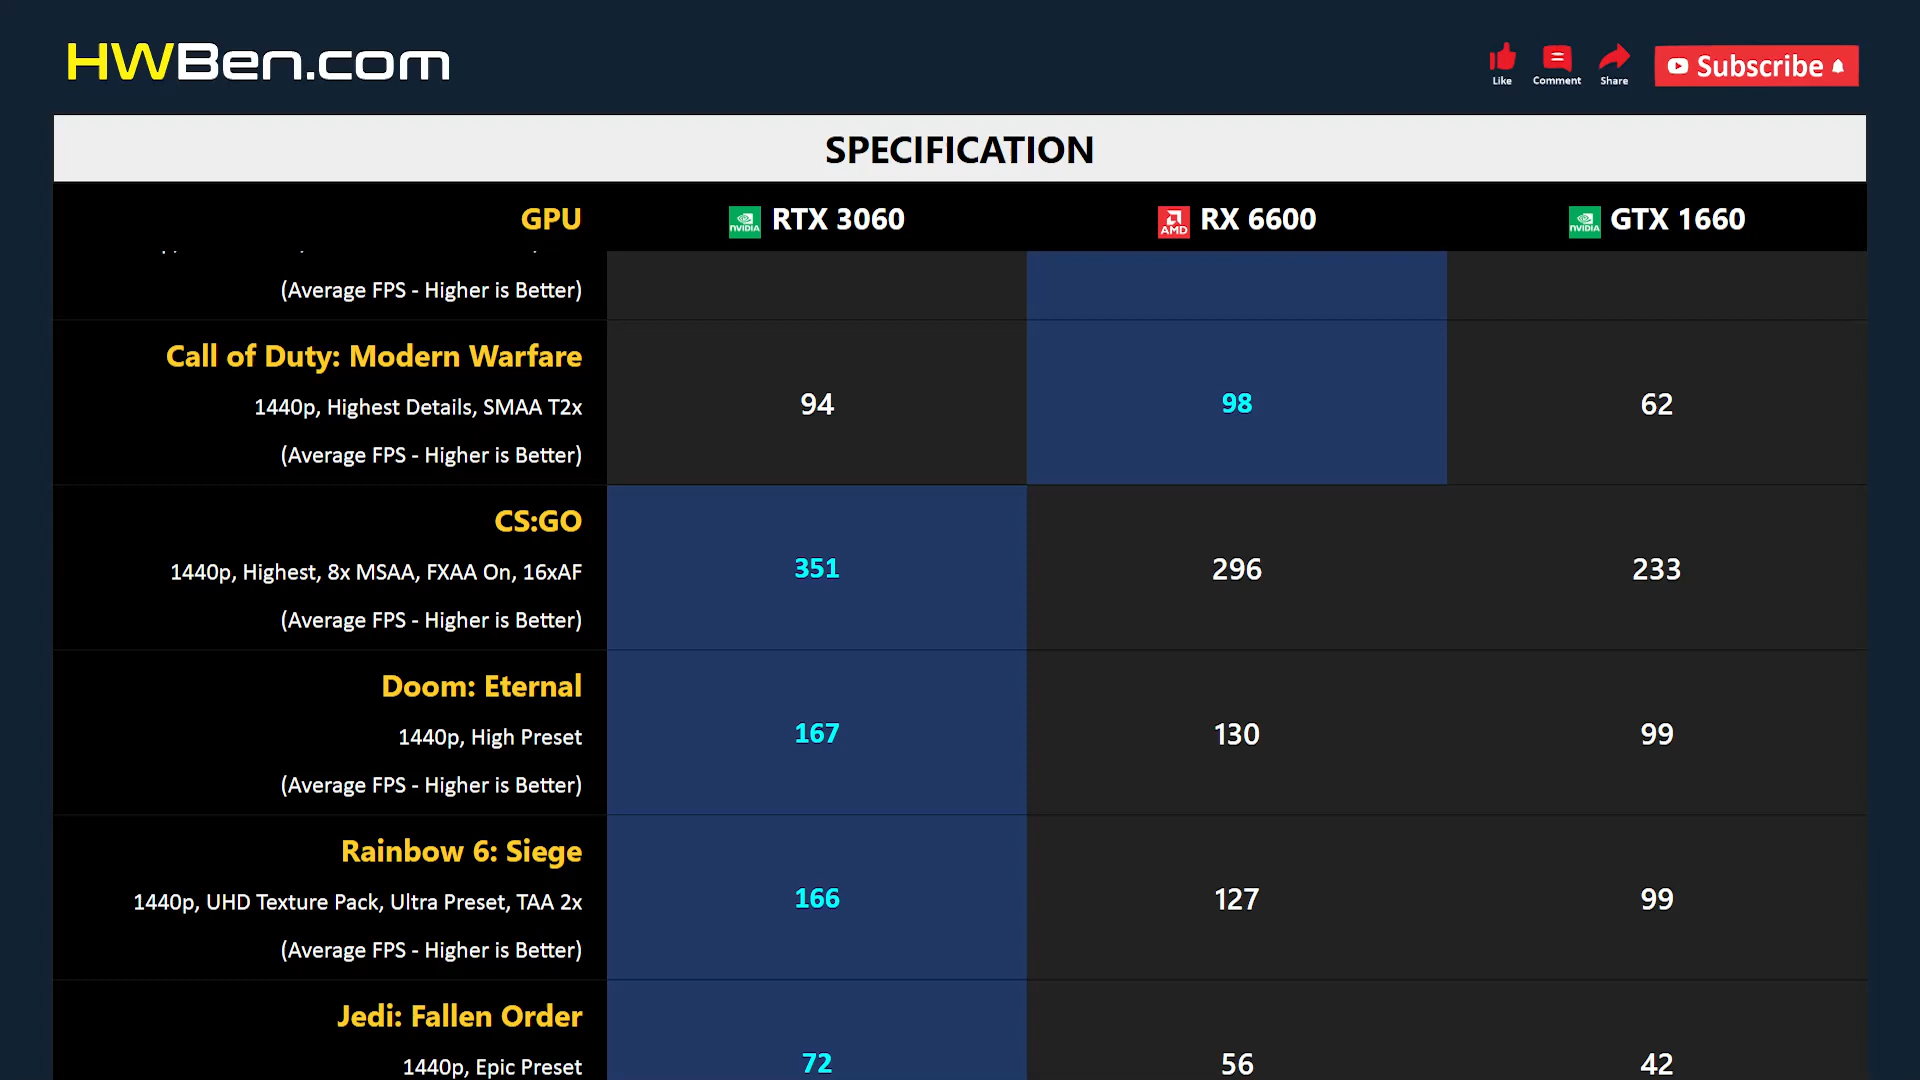 HWBen.com
Like
Comment
Share
Subscribe
SPECIFICATION
GPU
NVIDIA RTX 3060
AMD RX 6600
NVIDIA GTX 1660
(Average FPS - Higher is Better)
Call of Duty: Modern Warfare
1440p, Highest Details, SMAA T2x
(Average FPS - Higher is Better)
94
98
62
CS:GO
1440p, Highest, 8x MSAA, FXAA On, 16xAF
(Average FPS - Higher is Better)
351
296
233
Doom: Eternal
1440p, High Preset
(Average FPS - Higher is Better)
167
130
99
Rainbow 6: Siege
1440p, UHD Texture Pack, Ultra Preset, TAA 2x
(Average FPS - Higher is Better)
166
127
99
Jedi: Fallen Order
1440p, Epic Preset
72
56
42